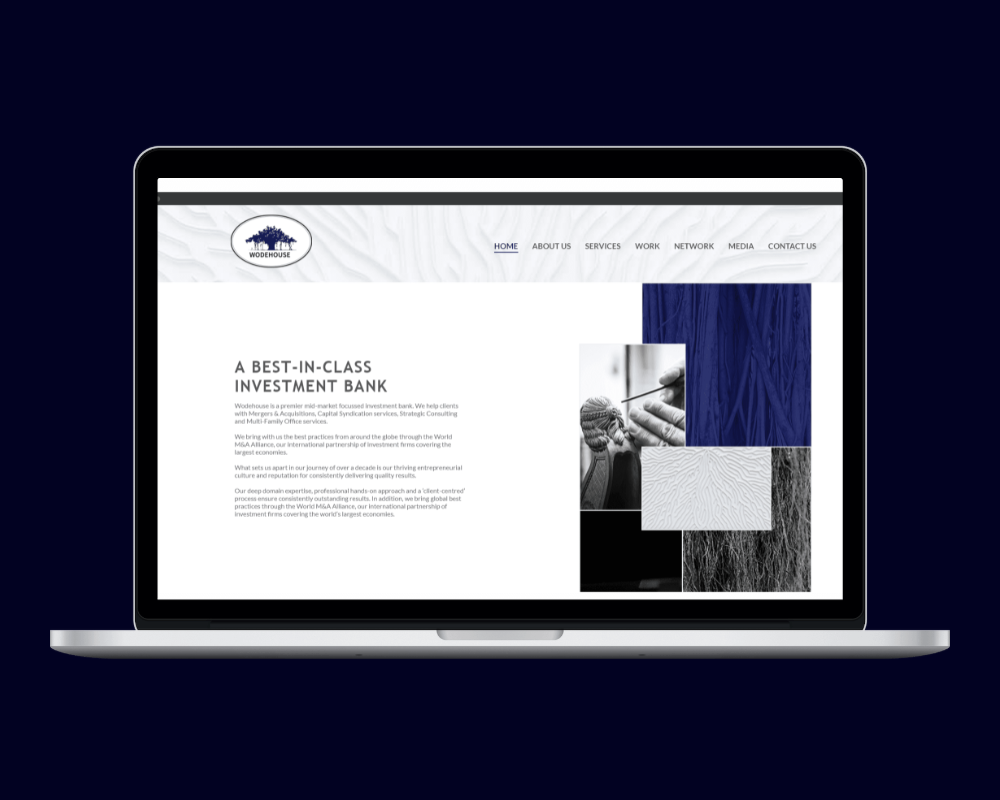 WODEHOUSE
HOME ABOUT US SERVICES WORK NETWORK MEDIA CONTACT US
A BEST-IN-CLASS
INVESTMENT BANK
Wodehouse is a premier mid-market focussed investment bank. We help clients
with Mergers & Acquisitions, Capital Syndication services, Strategic Consulting
and Multi-Family Office services.
We bring with us the best practices from around the globe through the World
M&A Alliance, our international partnership of investment firms covering the
largest economies.
What sets us apart in our journey of over a decade is our thriving entrepreneurial
culture and reputation for consistently delivering quality results.
Our deep domain expertise, professional hands-on approach and a 'client-centred'
process ensure consistently outstanding results. In addition, we bring global best
practices through the World M&A Alliance, our international partnership of
investment firms covering the world's largest economies.